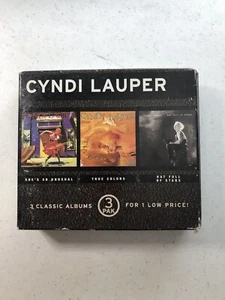 CYNDI LAUPER
SHE'S SO UNUSUAL
TRUE COLORS
HAT FULL
OF STARS
3 CLASSIC ALBUMS
3
PAK
FOR 1 LOW PRICE!